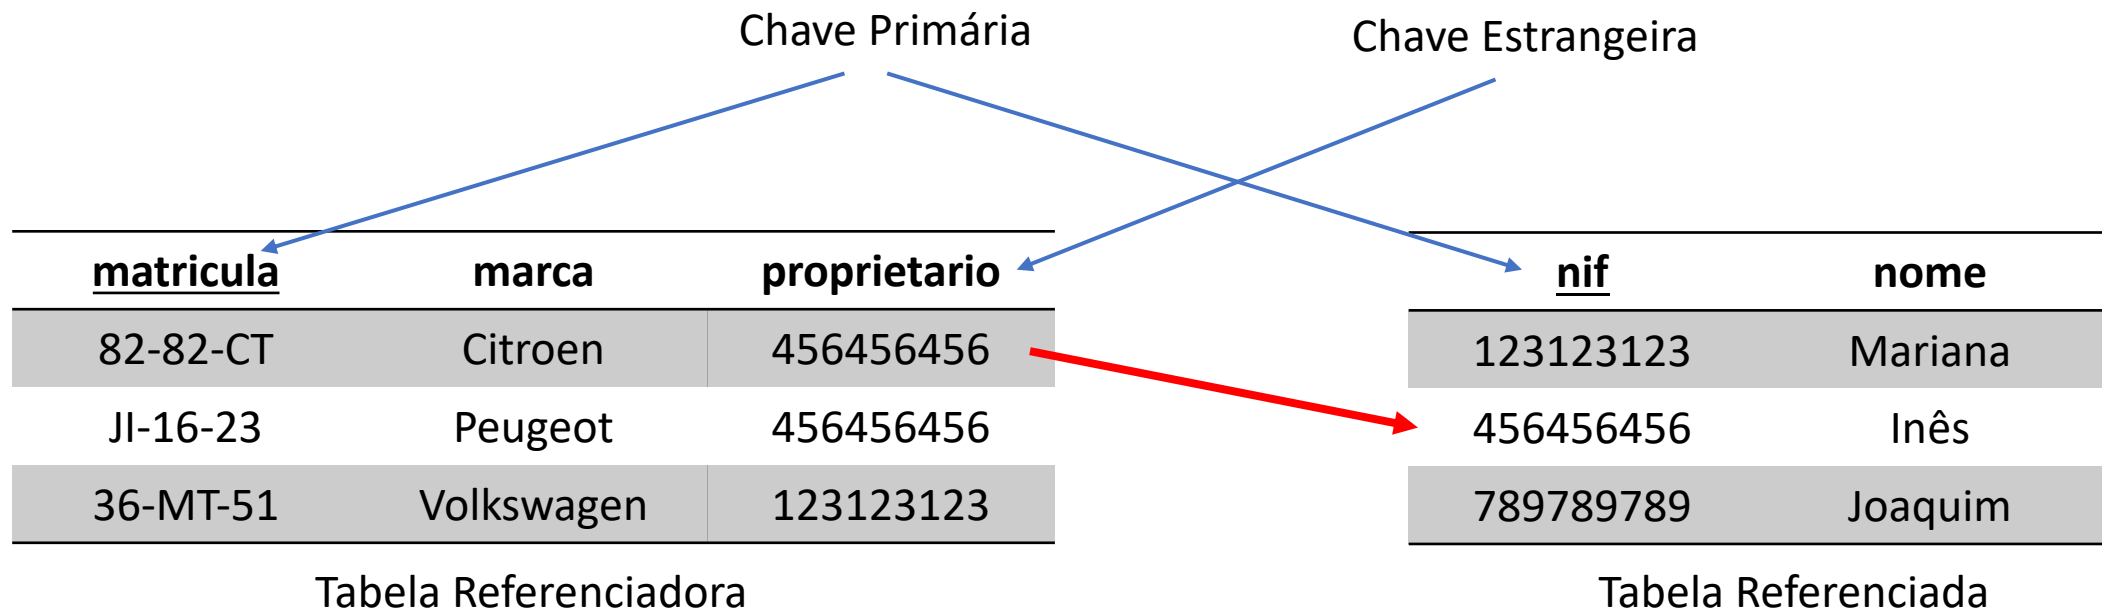 Chave Primária
Chave Estrangeira
matricula marca proprietario
82-82-CT Citroen 456456456
JI-16-23 Peugeot 456456456
36-MT-51 Volkswagen 123123123
Tabela Referenciadora
nif nome
123123123 Mariana
456456456 Inês
789789789 Joaquim
Tabela Referenciada